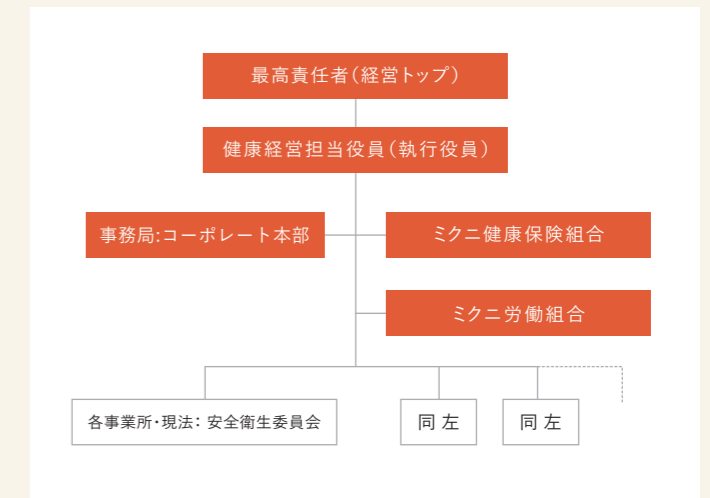 最高責任者（経営トップ）
健康経営担当役員（執行役員）
事務局:コーポレート本部
ミクニ健康保険組合
ミクニ労働組合
各事業所・現法：安全衛生委員会
同左
同左